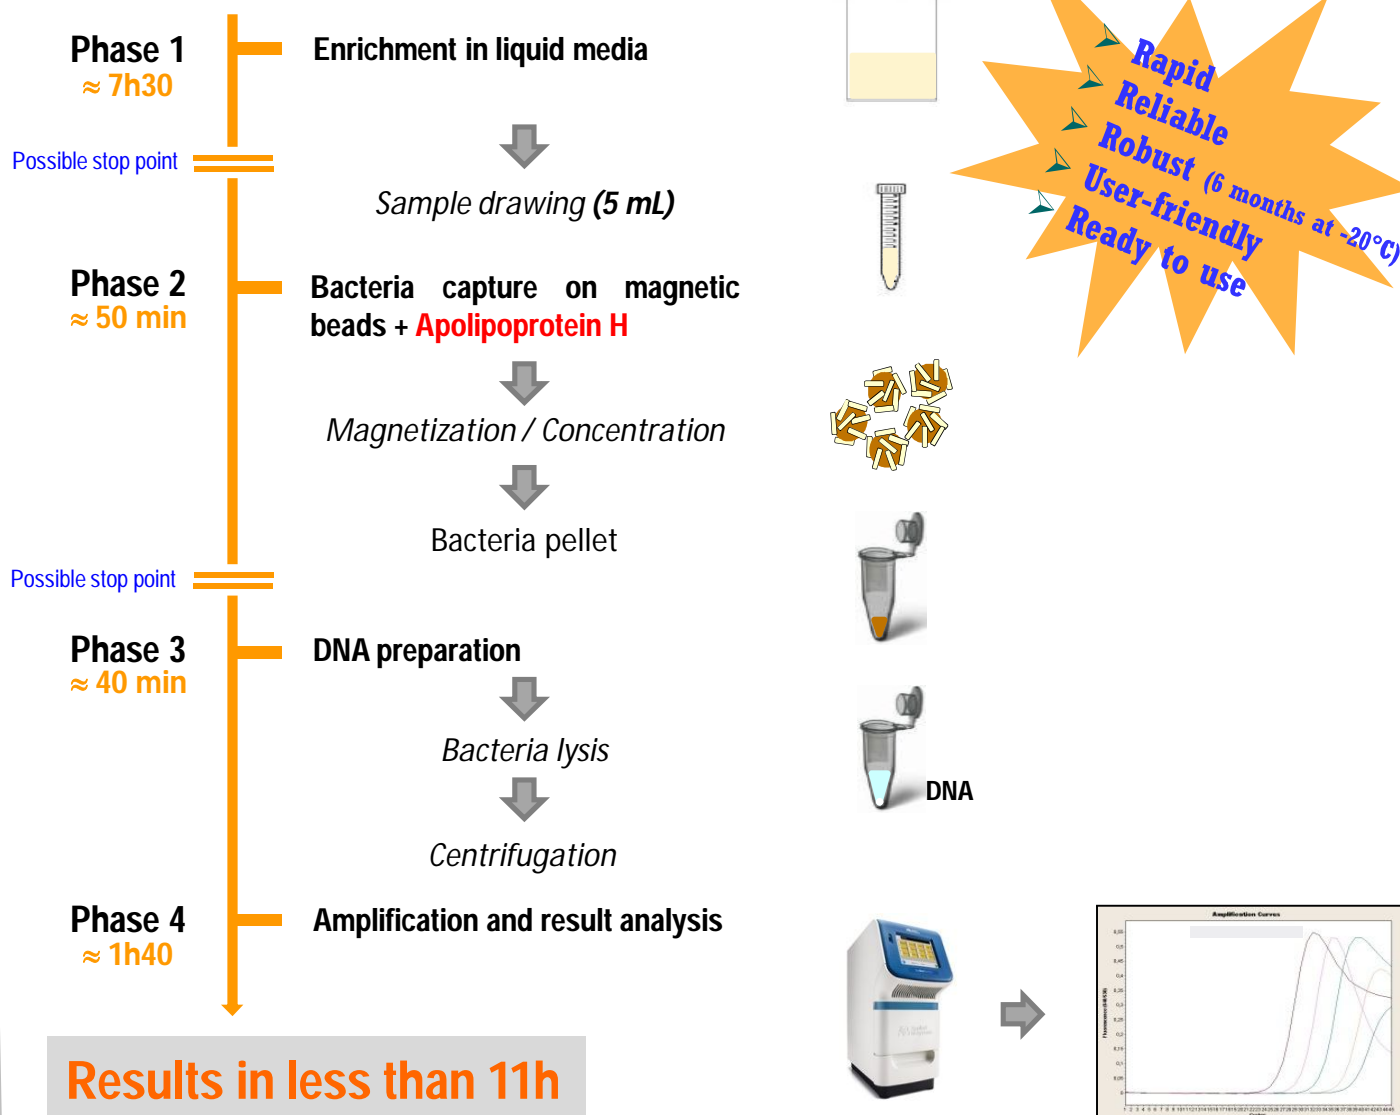 Phase 1
≈ 7h30
Enrichment in liquid media
Possible stop point
Sample drawing (5 mL)
Phase 2
≈ 50 min
Bacteria capture on magnetic
beads + Apolipoprotein H
Magnetization / Concentration
Bacteria pellet
Possible stop point
Phase 3
≈ 40 min
DNA preparation
Bacteria lysis
DNA
Centrifugation
Phase 4
≈ 1h40
Amplification and result analysis
Results in less than 11h
Rapid
Reliable
Robust (6 months at -20°C)
User-friendly
Ready to use
Amplification Curves